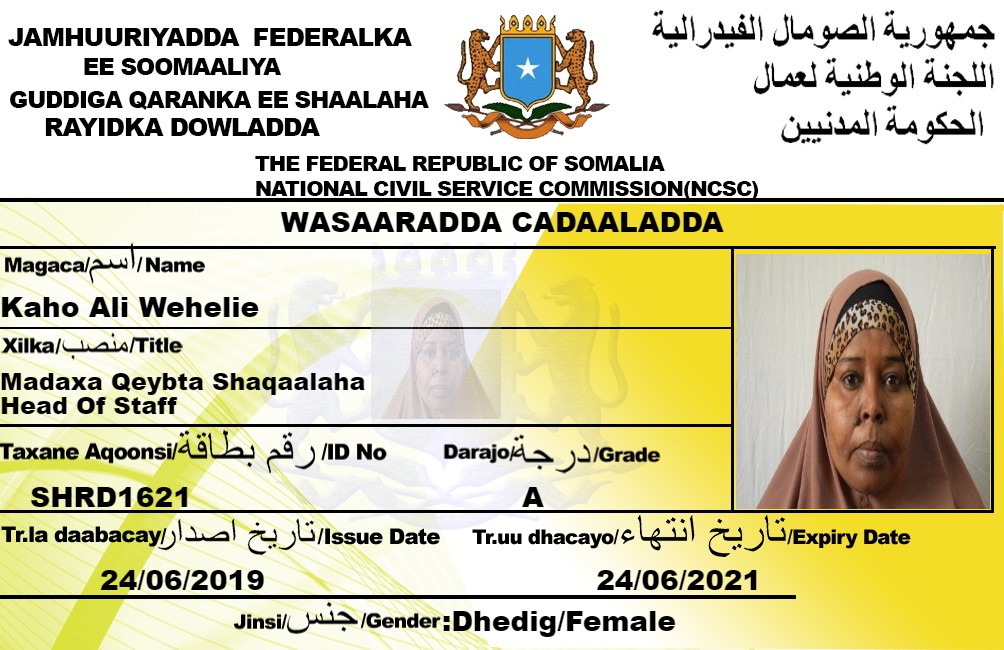 JAMHUURIYADDA FEDERALKA
EE SOOMAALIYA
GUDDIGA QARANKA EE SHAALAHA
RAYIDKA DOWLADDA
جمهورية الصومال الفيدرالية
اللجنة الوطنية لعمال
الحكومة المدنيين
THE FEDERAL REPUBLIC OF SOMALIA
NATIONAL CIVIL SERVICE COMMISSION(NCSC)
WASAARADDA CADAALADDA
Magaca/اسم/Name
Kaho Ali Wehelie
Xilka/منصب/Title
Madaxa Qeybta Shaqaalaha
Head Of Staff
Taxane Aqoonsi/رقم بطاقة/ID No
Darajo/درجة/Grade
SHRD1621
A
Tr.la daabacay/تاريخ اصدار/Issue Date
Tr.uu dhacayo/تاريخ انتهاء/Expiry Date
24/06/2019
24/06/2021
Jinsi/جنس/Gender:Dhedig/Female